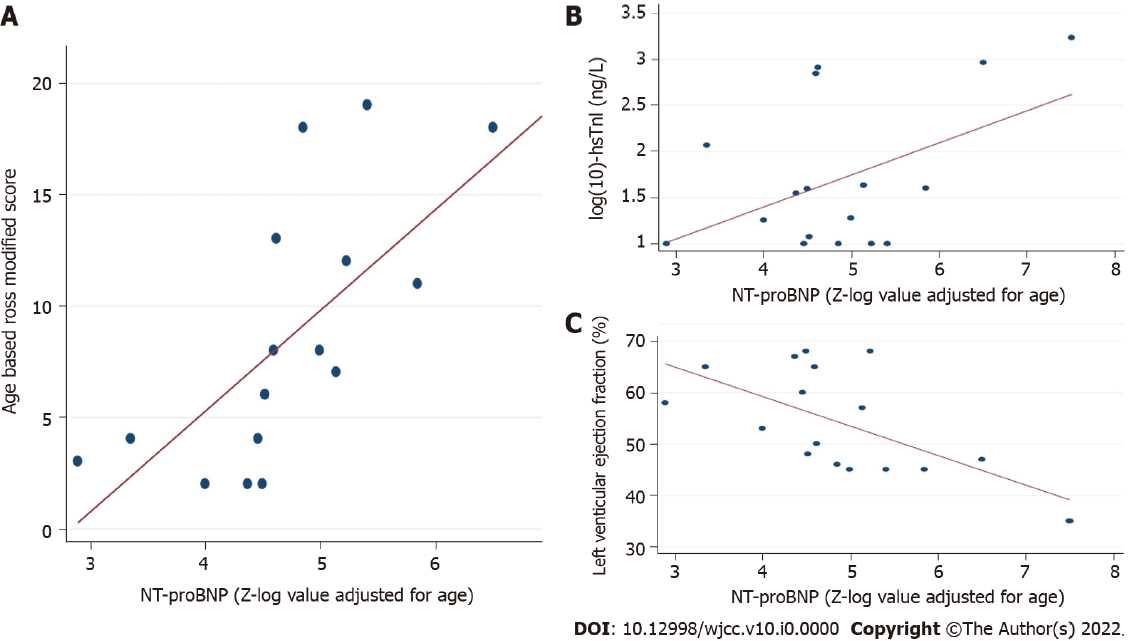 A
Age based ross modified score
20
15
10
5
0
3 4 5 6
NT-proBNP (Z-log value adjusted for age)
B
log(10)-hsTnI (ng/L)
3.5
3
2.5
2
1.5
1
3 4 5 6 7 8
NT-proBNP (Z-log value adjusted for age)
C
Left venticular ejection fraction (%)
70
60
50
40
30
3 4 5 6 7 8
NT-proBNP (Z-log value adjusted for age)
DOI: 10.12998/wjcc.v10.i0.0000 Copyright ©The Author(s) 2022.